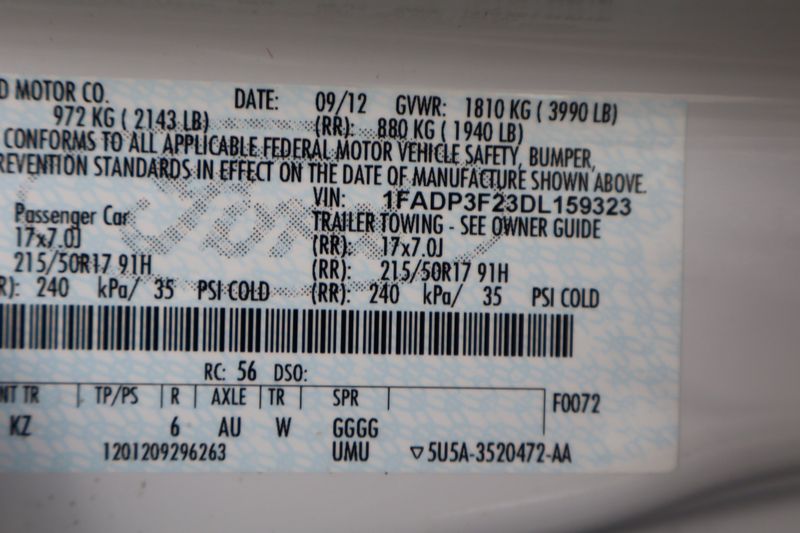 D MOTOR CO. DATE: 09/12 GVWR: 1810 KG ( 3990 LB)
972 KG ( 2143 LB) (RR): 880 KG ( 1940 LB)
CONFORMS TO ALL APPLICABLE FEDERAL MOTOR VEHICLE SAFETY, BUMPER,
REVENTION STANDARDS IN EFFECT ON THE DATE OF MANUFACTURE SHOWN ABOVE.
VIN: 1FADP3F23DL159323
Passenger Car TRAILER TOWING - SEE OWNER GUIDE
17x7.0J (RR): 17x7.0J
215/50R17 91H (RR): 215/50R17 91H
R): 240 kPa/ 35 PSI COLD (RR): 240 kPa/ 35 PSI COLD
RC: 56 DSO:
NT TR TP/PS R AXLE TR SPR F0072
KZ 6 AU W GGGG
1201209296263 UMU ▽5U5A-3520472-AA
Ford